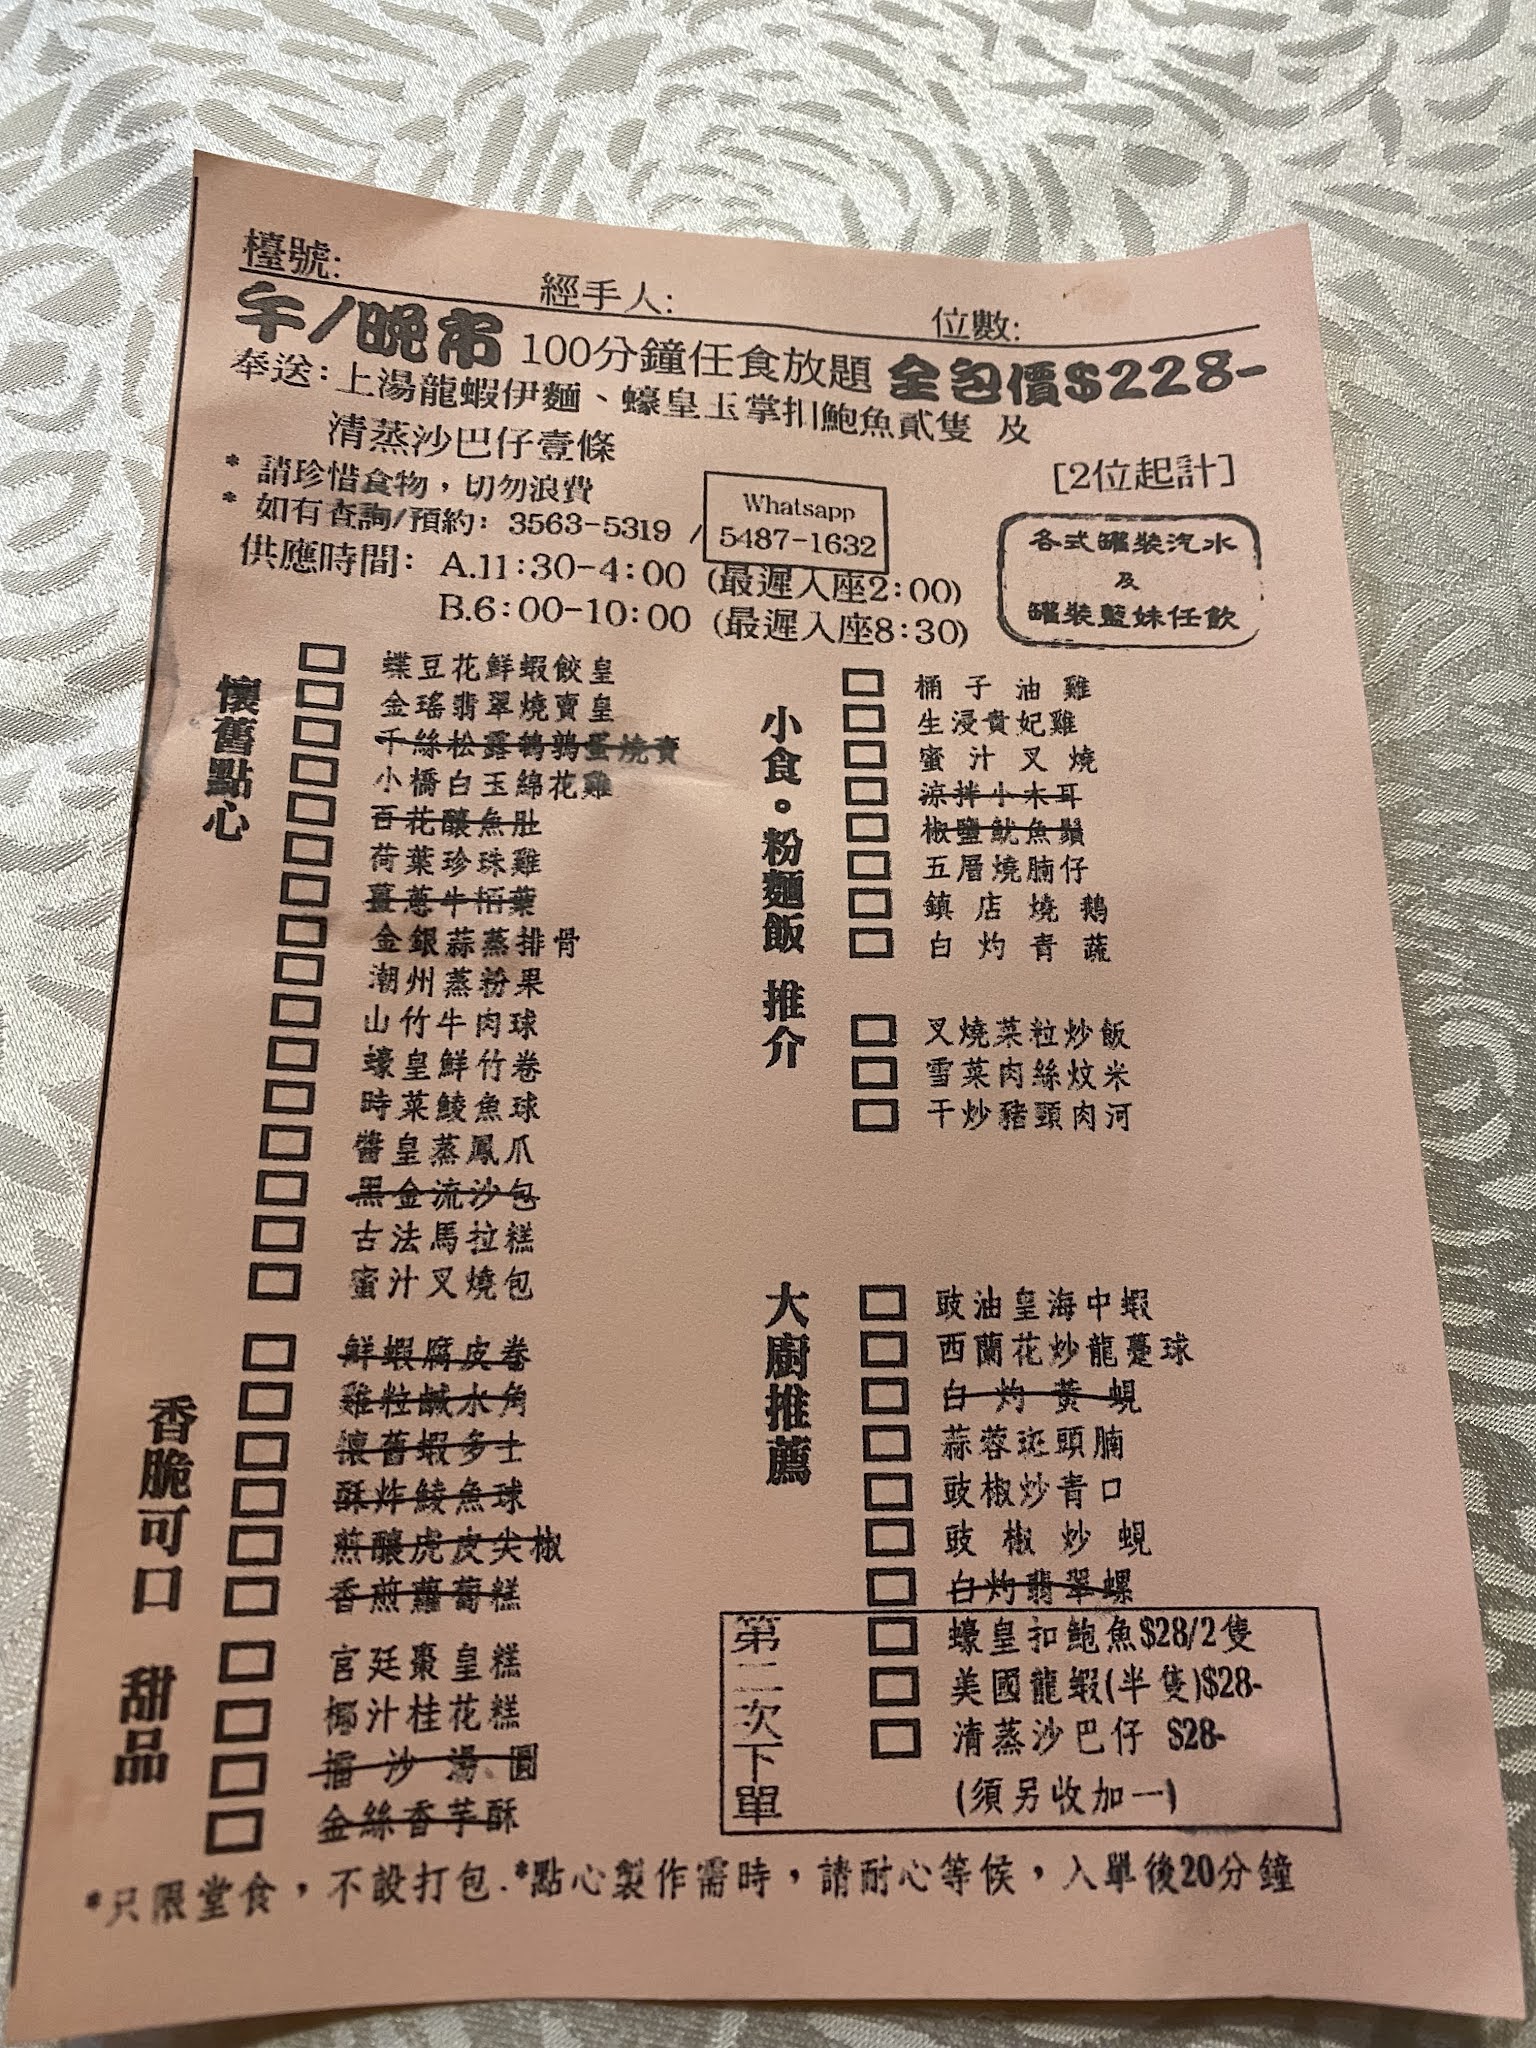 檯號:
經手人:
位數:
午/晚市 100分鐘任食放題 全包價$228-
奉送:上湯龍蝦伊麵、蠔皇玉掌扣鮑魚貳隻 及
清蒸沙巴仔壹條
[2位起計]
* 請珍惜食物,切勿浪費
* 如有查詢/預約: 3563-5319 /
Whatsapp
5487-1632
供應時間: A.11:30-4:00 (最遲入座2:00)
B.6:00-10:00 (最遲入座8:30)
各式罐裝汽水
及
罐裝藍妹任飲
懷舊點心
蝶豆花鮮蝦餃皇
金瑤翡翠燒賣皇
千絲松露鵪鶉蛋燒賣
小橋白玉綿花雞
百花釀魚肚
荷葉珍珠雞
薑蔥牛栢葉
金銀蒜蒸排骨
潮州蒸粉果
山竹牛肉球
蠔皇鮮竹卷
時菜鯪魚球
醬皇蒸鳳爪
黑金流沙包
古法馬拉糕
蜜汁叉燒包
香脆可口
鮮蝦腐皮卷
雞粒鹹水角
懷舊蝦多士
酥炸鯪魚球
煎釀虎皮尖椒
香煎蘿蔔糕
甜品
宮廷棗皇糕
椰汁桂花糕
擂沙湯圓
金絲香芋酥
小食。粉麵飯 推介
桶子油雞
生浸貴妃雞
蜜汁叉燒
涼拌小木耳
椒鹽魷魚鬚
五層燒腩仔
鎮店燒鵝
白灼青蔬
叉燒菜粒炒飯
雪菜肉絲炆米
干炒豬頭肉河
大廚推薦
豉油皇海中蝦
西蘭花炒龍躉球
白灼黃蜆
蒜蓉斑頭腩
豉椒炒青口
豉椒炒蜆
白灼翡翠螺
第二次下單
蠔皇扣鮑魚$28/2隻
美國龍蝦(半隻)$28-
清蒸沙巴仔 $28-
(須另收加一)
*只限堂食,不設打包.*點心製作需時,請耐心等候,入單後20分鐘